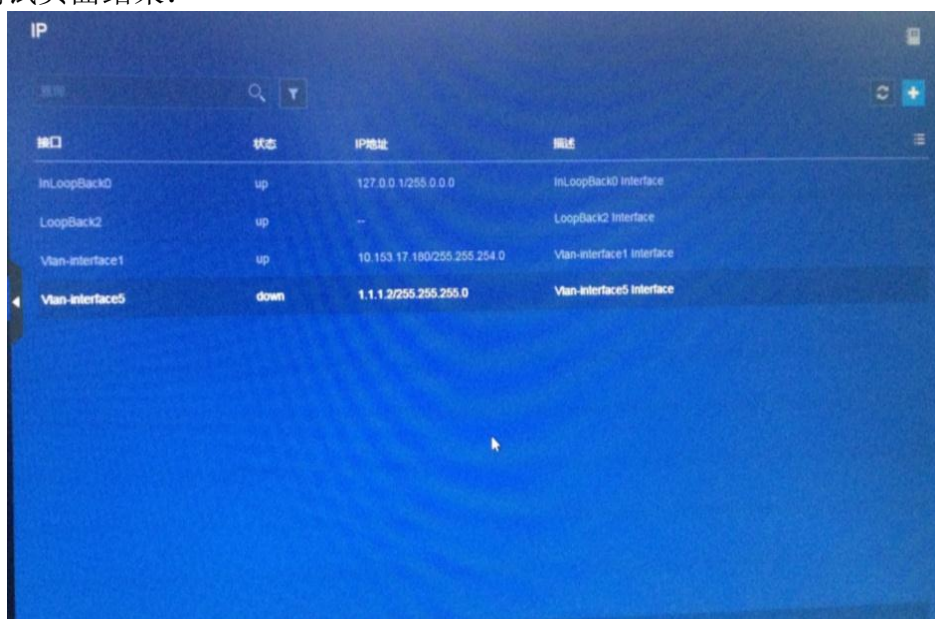 IP
查询
接口 状态 IP地址 描述
InLoopBack0 up 127.0.0.1/255.0.0.0 InLoopBack0 Interface
LoopBack2 up -- LoopBack2 Interface
Vlan-interface1 up 10.153.17.180/255.255.254.0 Vlan-interface1 Interface
Vlan-interface5 down 1.1.1.2/255.255.255.0 Vlan-interface5 Interface